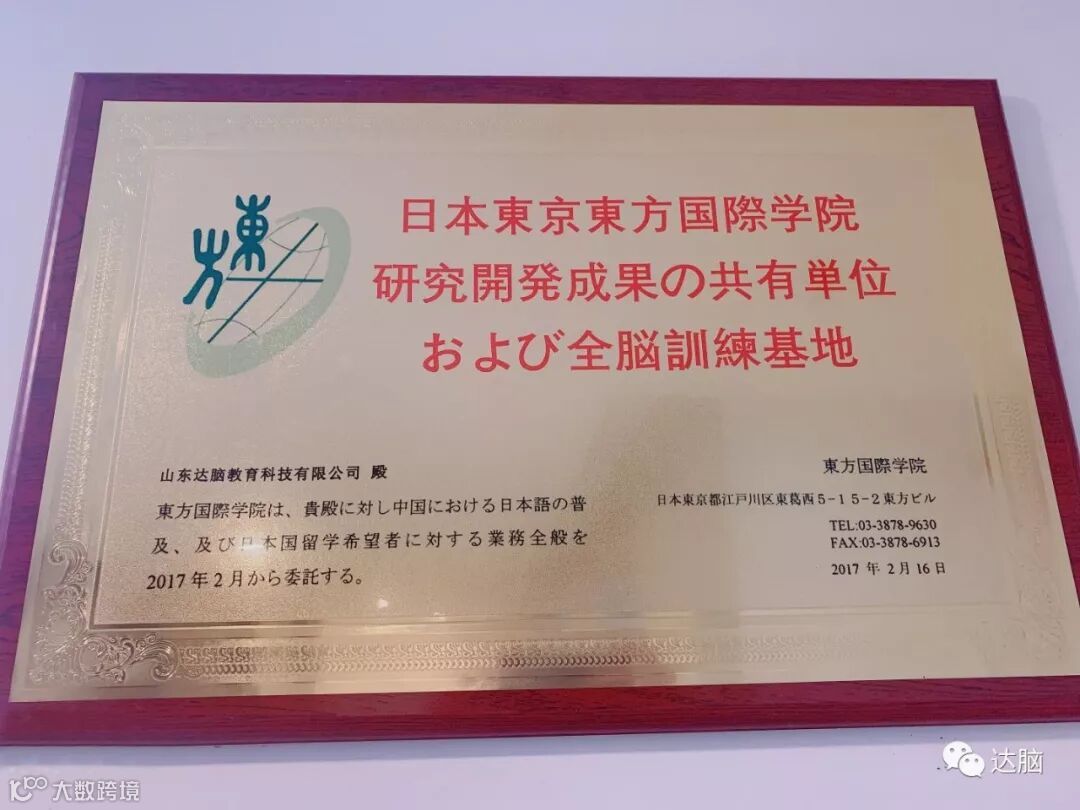 東方
日本東京東方国際学院
研究開発成果の共有単位
および全脳訓練基地
山东达脑教育科技有限公司 殿
東方国際学院は、貴殿に対し中国における日本語の普
及、及び日本国留学希望者に対する業務全般を
2017年2月から委託する。
東方国際学院
日本東京都江戸川区東葛西5-15-2東方ビル
TEL:03-3878-9630
FAX:03-3878-6913
2017 年 2 月 16 日
达脑
大数跨境